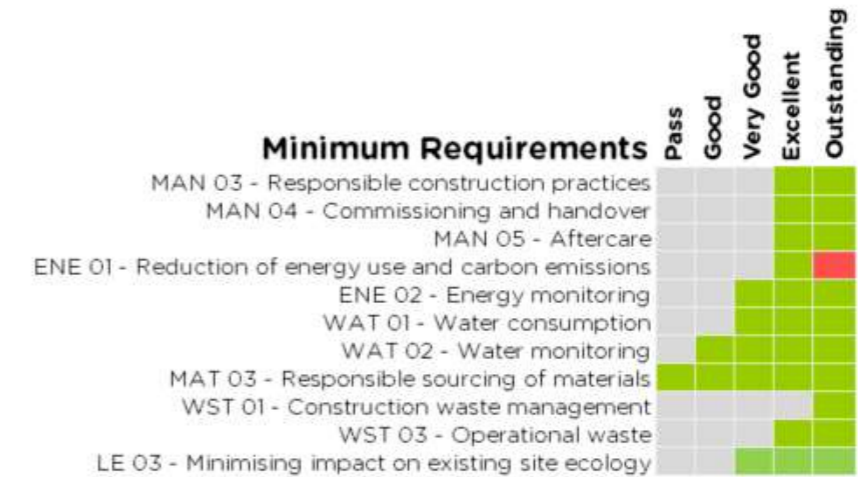 Minimum Requirements Pass Good Very Good Excellent Outstanding
MAN 03 - Responsible construction practices
MAN 04 - Commissioning and handover
MAN 05 - Aftercare
ENE 01 - Reduction of energy use and carbon emissions
ENE 02 - Energy monitoring
WAT 01 - Water consumption
WAT 02 - Water monitoring
MAT 03 - Responsible sourcing of materials
WST 01 - Construction waste management
WST 03 - Operational waste
LE 03 - Minimising impact on existing site ecology